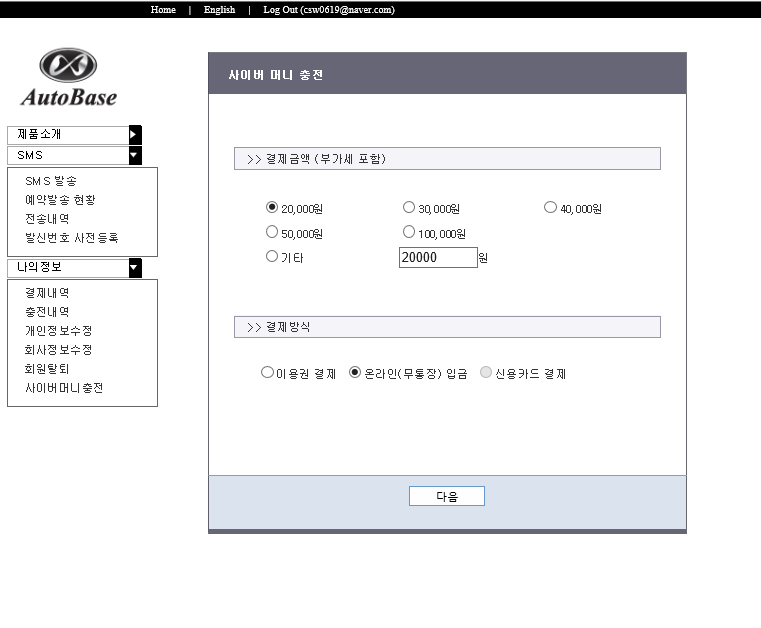 Home | English | Log Out (csw0619@naver.com)
AutoBase
제품소개
SMS
SMS 발송
예약발송 현황
전송내역
발신번호 사전등록
나의정보
결제내역
충전내역
개인정보수정
회사정보수정
회원탈퇴
사이버머니충전
사이버 머니 충전
>> 결제금액 (부가세 포함)
20,000원 30,000원 40,000원
50,000원 100,000원
기타 20000 원
>> 결제방식
이용권 결제 온라인(무통장) 입금 신용카드 결제
다음